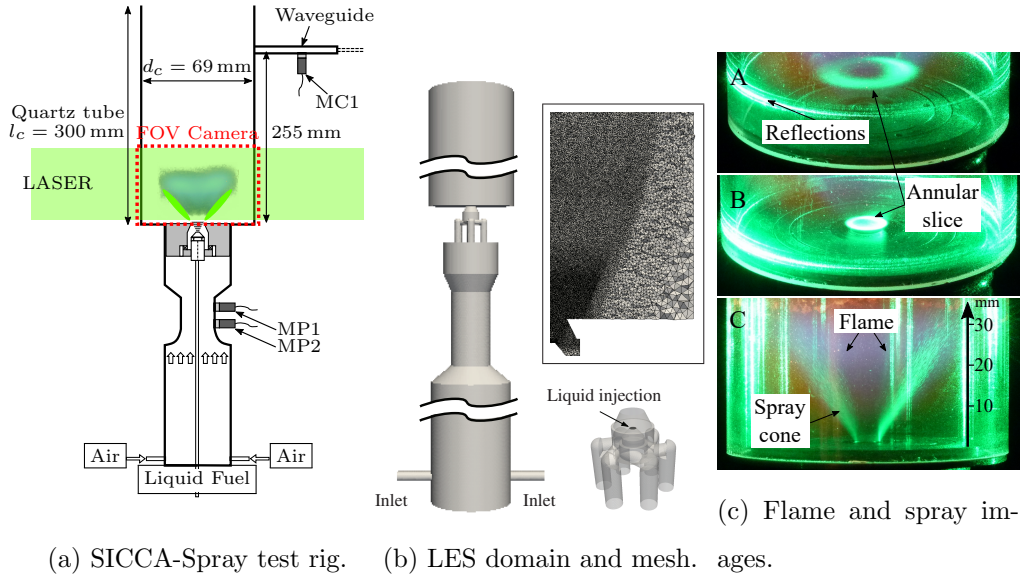 Waveguide
d_c = 69 mm
MC1
Quartz tube
l_c = 300 mm
FOV Camera
255 mm
LASER
MP1
MP2
Air
Air
Liquid Fuel
(a) SICCA-Spray test rig.
Liquid injection
Inlet
Inlet
(b) LES domain and mesh.
A
Reflections
B
Annular
slice
C
mm
Flame
30
20
10
Spray
cone
(c) Flame and spray im-
ages.